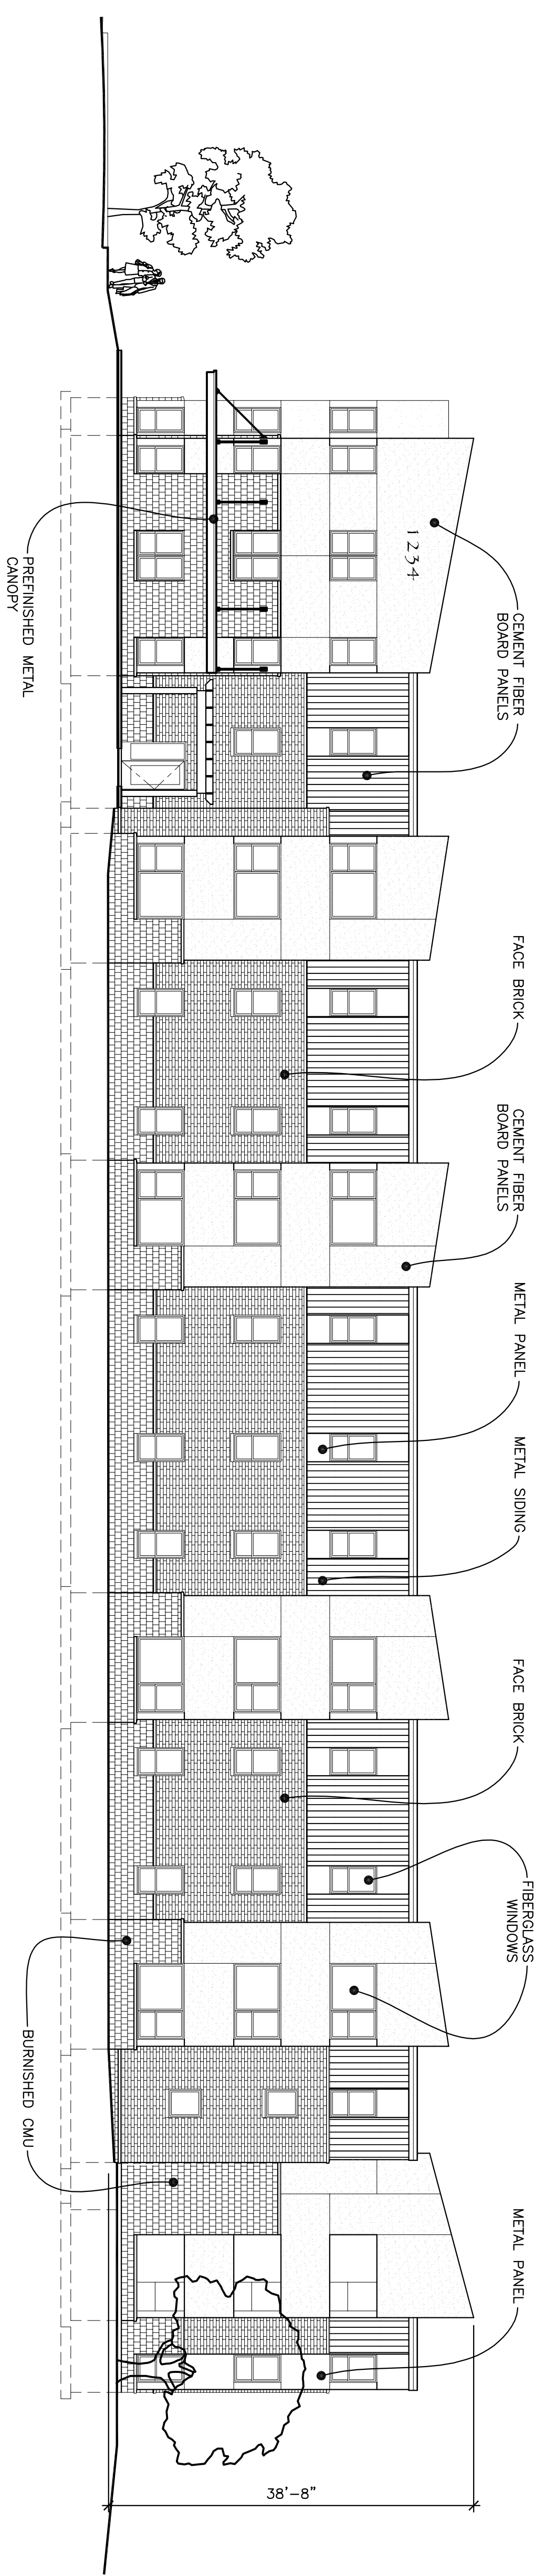 CEMENT FIBER
BOARD PANELS
FACE BRICK
CEMENT FIBER
BOARD PANELS
METAL PANEL
METAL SIDING
FACE BRICK
FIBERGLASS
WINDOWS
METAL PANEL
1234
38'-8"
PREFINISHED METAL
CANOPY
BURNISHED CMU